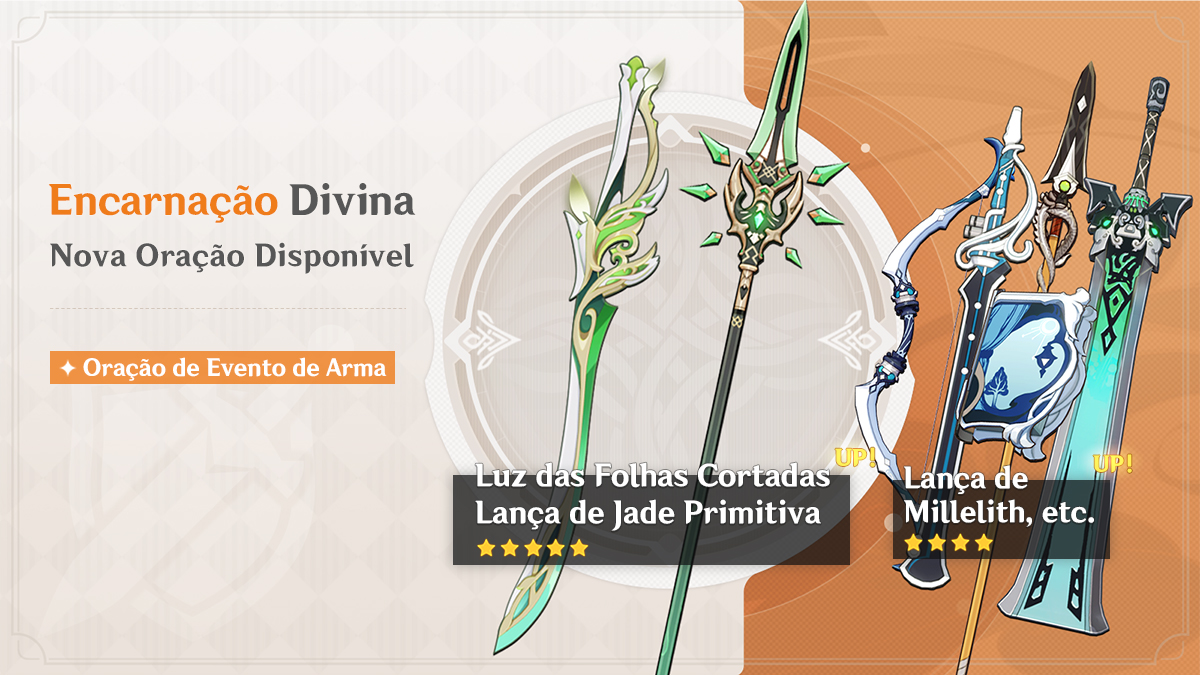 Encarnação Divina
Nova Oração Disponível
✦ Oração de Evento de Arma
UP!
Luz das Folhas Cortadas
Lança de Jade Primitiva
★★★★★
UP!
Lança de
Millelith, etc.
★★★★